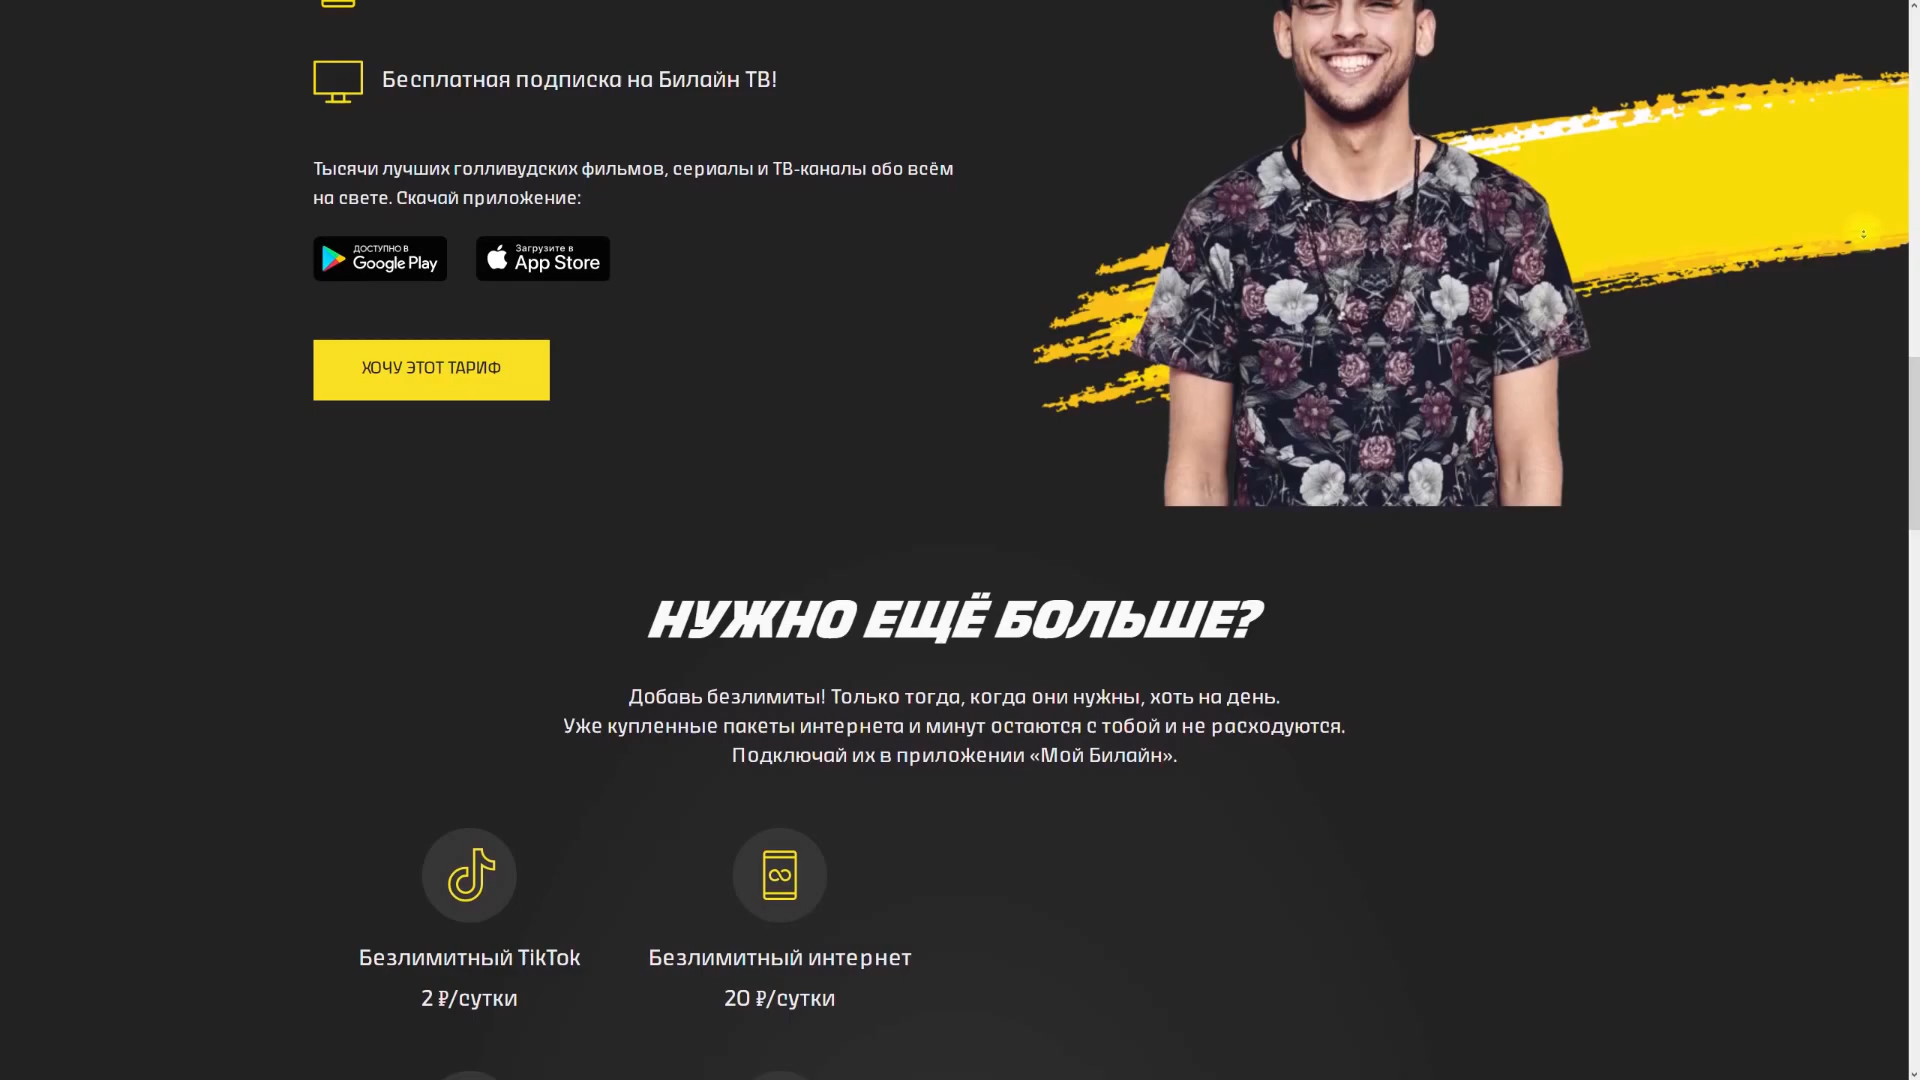 Бесплатная подписка на Билайн ТВ!
Тысячи лучших голливудских фильмов, сериалы и ТВ-каналы обо всём
на свете. Скачай приложение:
ДОСТУПНО В
Google Play
Загрузите в
App Store
ХОЧУ ЭТОТ ТАРИФ
НУЖНО ЕЩЁ БОЛЬШЕ?
Добавь безлимиты! Только тогда, когда они нужны, хоть на день.
Уже купленные пакеты интернета и минут остаются с тобой и не расходуются.
Подключай их в приложении «Мой Билайн».
Безлимитный TikTok
2 ₽/сутки
Безлимитный интернет
20 ₽/сутки